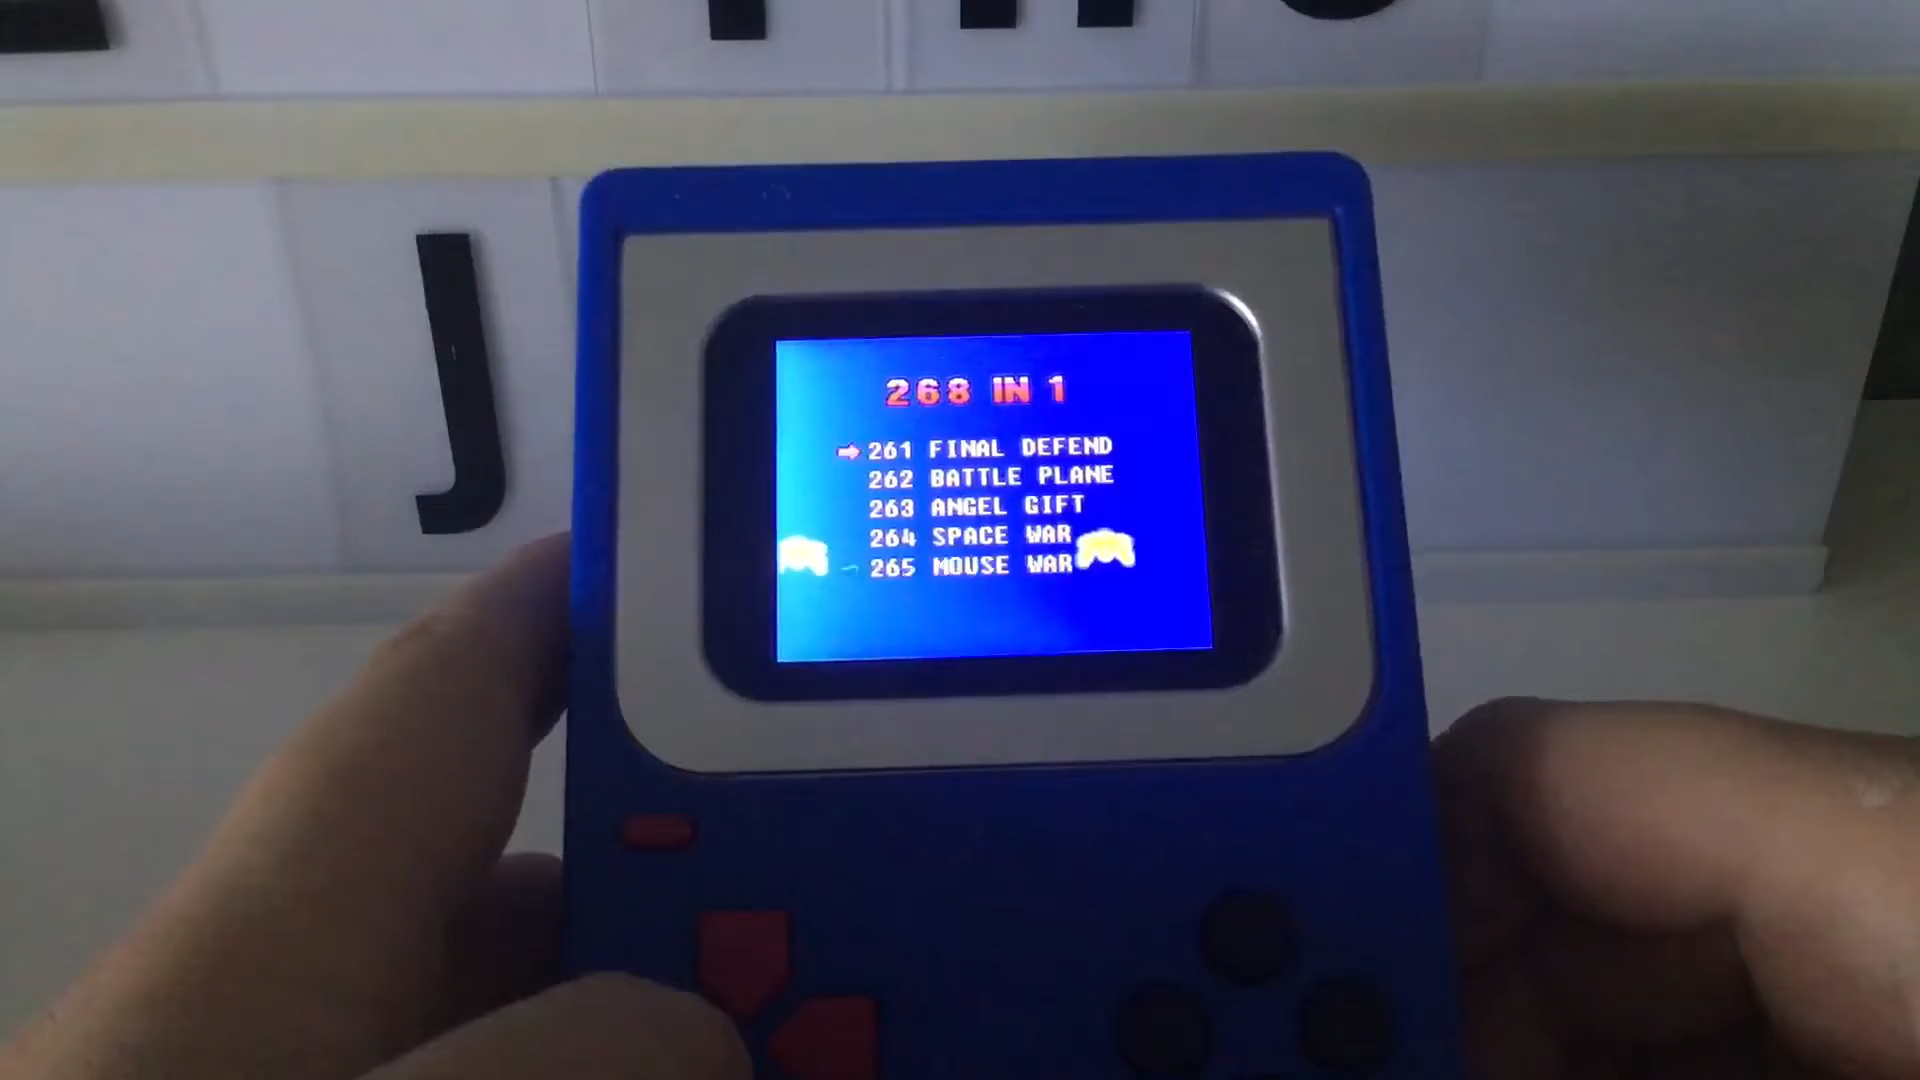 J
268 IN 1
261 FINAL DEFEND
262 BATTLE PLANE
263 ANGEL GIFT
264 SPACE WAR
265 MOUSE WAR